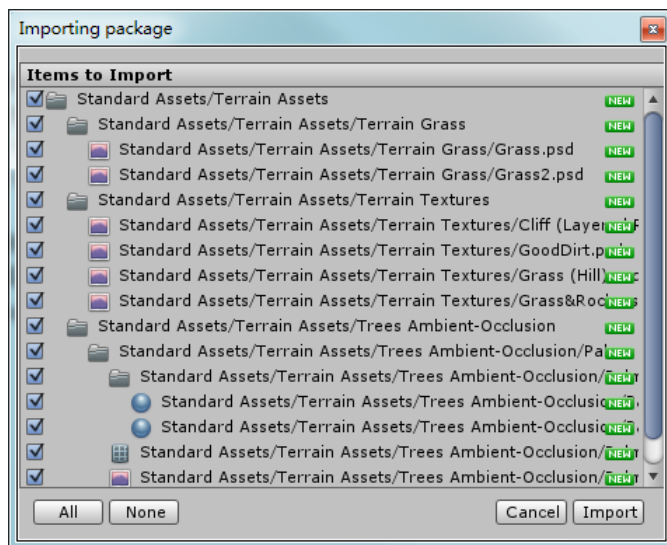 Importing package
Items to Import
Standard Assets/Terrain Assets NEW
Standard Assets/Terrain Assets/Terrain Grass NEW
Standard Assets/Terrain Assets/Terrain Grass/Grass.psd NEW
Standard Assets/Terrain Assets/Terrain Grass/Grass2.psd NEW
Standard Assets/Terrain Assets/Terrain Textures NEW
Standard Assets/Terrain Assets/Terrain Textures/Cliff NEW
Standard Assets/Terrain Assets/Terrain Textures/GoodDirt NEW
Standard Assets/Terrain Assets/Terrain Textures/Grass (Hill) NEW
Standard Assets/Terrain Assets/Terrain Textures/Grass&Roc NEW
Standard Assets/Terrain Assets/Trees Ambient-Occlusion NEW
Standard Assets/Terrain Assets/Trees Ambient-Occlusion/Pal NEW
Standard Assets/Terrain Assets/Trees Ambient-Occlusion/ NEW
Standard Assets/Terrain Assets/Trees Ambient-Occlusio NEW
Standard Assets/Terrain Assets/Trees Ambient-Occlusio NEW
Standard Assets/Terrain Assets/Trees Ambient-Occlusion/ NEW
Standard Assets/Terrain Assets/Trees Ambient-Occlusion/ NEW
All None Cancel Import